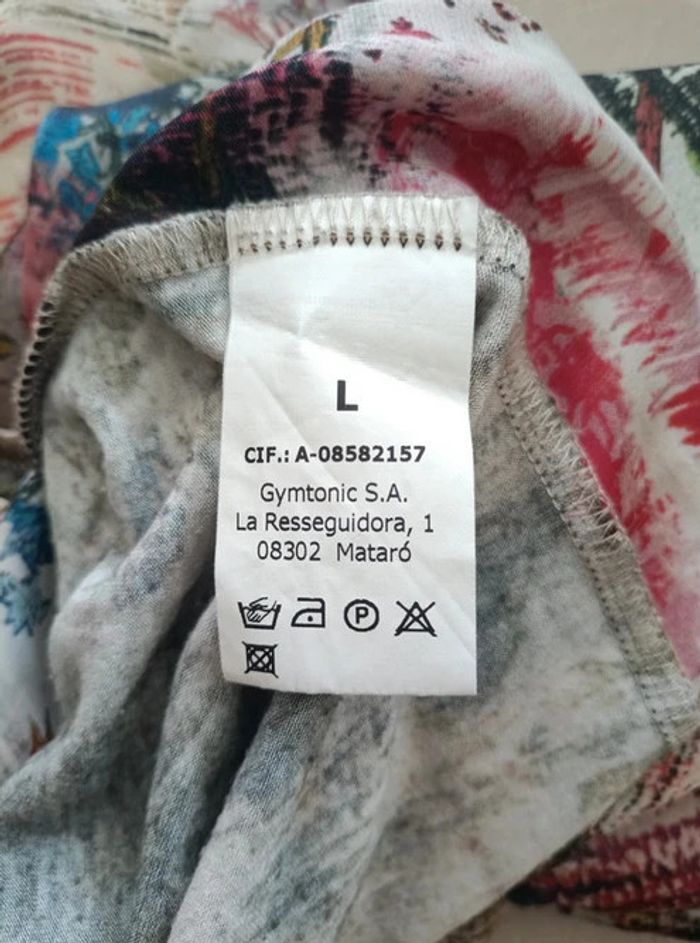 L
CIF.: A-08582157
Gymtonic S.A.
La Resseguidora, 1
08302 Mataró
P